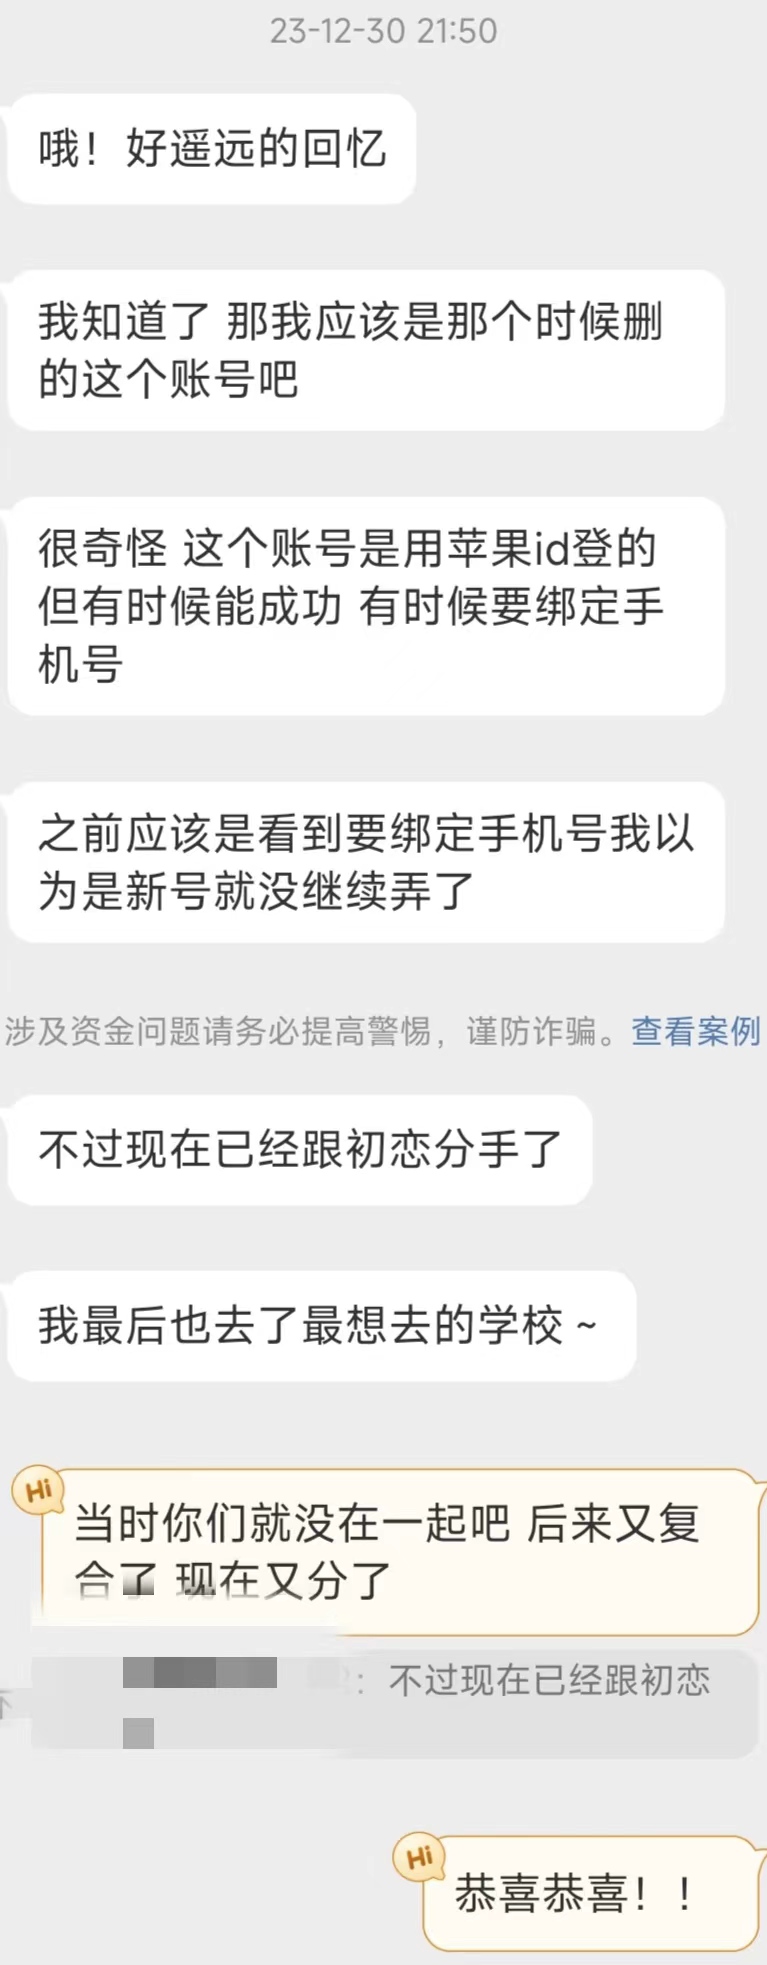 23-12-30 21:50
哦！好遥远的回忆
我知道了 那我应该是那个时候删
的这个账号吧
很奇怪 这个账号是用苹果id登的
但有时候能成功 有时候要绑定手
机号
之前应该是看到要绑定手机号我以
为是新号就没继续弄了
涉及资金问题请务必提高警惕，谨防诈骗。查看案例
不过现在已经跟初恋分手了
我最后也去了最想去的学校 ~
Hi
当时你们就没在一起吧 后来又复
合了 现在又分了
：不过现在已经跟初恋
Hi
恭喜恭喜！！